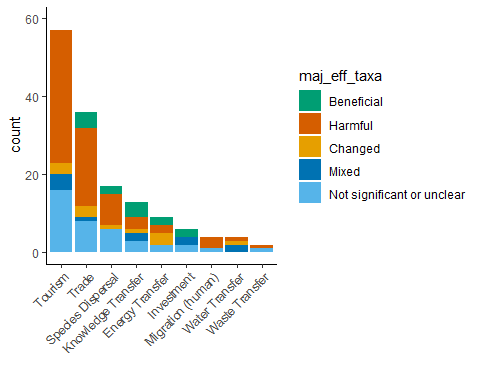 60
40
20
0
count
Tourism
Trade
Species Dispersal
Knowledge Transfer
Energy Transfer
Investment
Migration (human)
Water Transfer
Waste Transfer
maj_eff_taxa
Beneficial
Harmful
Changed
Mixed
Not significant or unclear